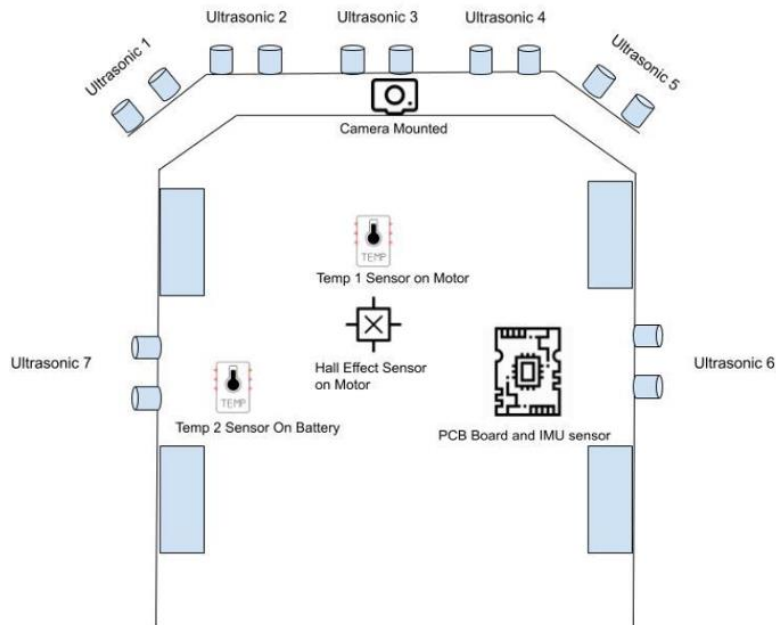 Ultrasonic 1
Ultrasonic 2
Ultrasonic 3
Ultrasonic 4
Ultrasonic 5
Camera Mounted
TEMP
Temp 1 Sensor on Motor
Ultrasonic 7
Hall Effect Sensor
on Motor
Ultrasonic 6
TEMP
Temp 2 Sensor On Battery
PCB Board and IMU sensor